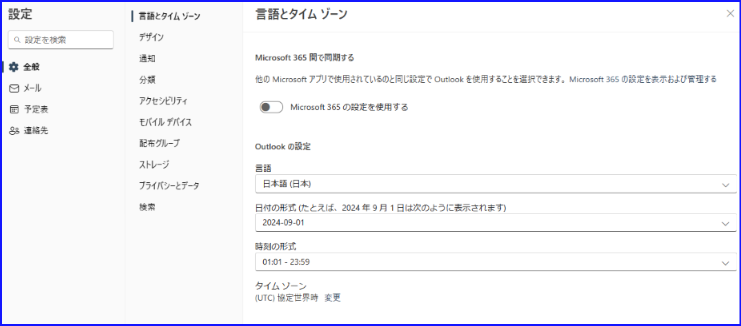 設定
設定を検索
全般
メール
予定表
連絡先
言語とタイム ゾーン
デザイン
通知
分類
アクセシビリティ
モバイル デバイス
配布グループ
ストレージ
プライバシーとデータ
検索
言語とタイム ゾーン
Microsoft 365 間で同期する
他の Microsoft アプリで使用されているのと同じ設定で Outlook を使用することを選択できます。 Microsoft 365 の設定を表示および管理する
Microsoft 365 の設定を使用する
Outlook の設定
言語
日本語 (日本)
日付の形式 (たとえば、2024 年 9 月 1 日は次のように表示されます)
2024-09-01
時刻の形式
01:01 - 23:59
タイム ゾーン
(UTC) 協定世界時 変更